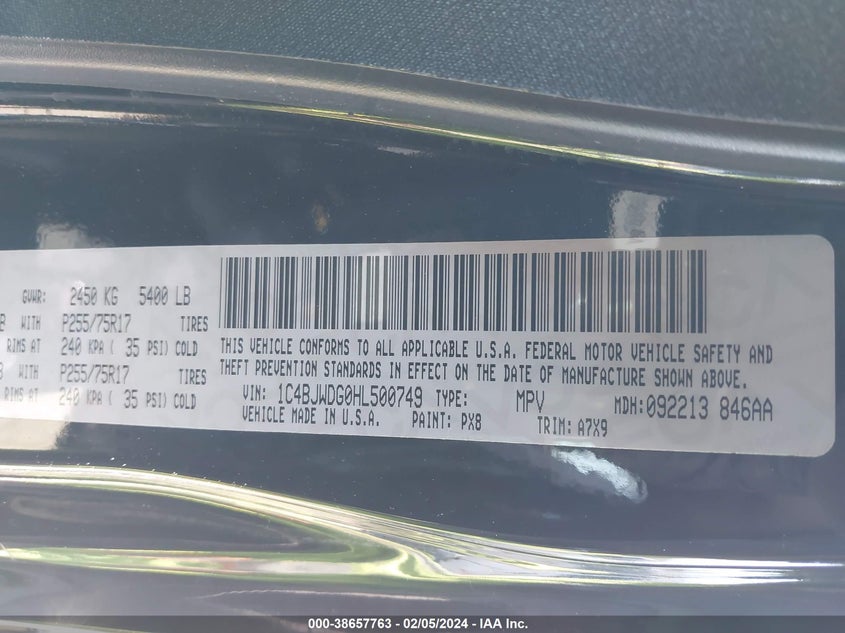 GVWR: 2450 KG 5400 LB
WITH P255/75R17 TIRES
RIMS AT 240 KPA ( 35 PSI) COLD
WITH P255/75R17 TIRES
RIMS AT 240 KPA ( 35 PSI) COLD
THIS VEHICLE CONFORMS TO ALL APPLICABLE U.S.A. FEDERAL MOTOR VEHICLE SAFETY AND
THEFT PREVENTION STANDARDS IN EFFECT ON THE DATE OF MANUFACTURE SHOWN ABOVE.
VIN: 1C4BJWDG0HL500749 TYPE: MPV MDH: 092213 846AA
VEHICLE MADE IN U.S.A. PAINT: PX8 TRIM: A7X9
000-38657763 - 02/05/2024 - IAA Inc.